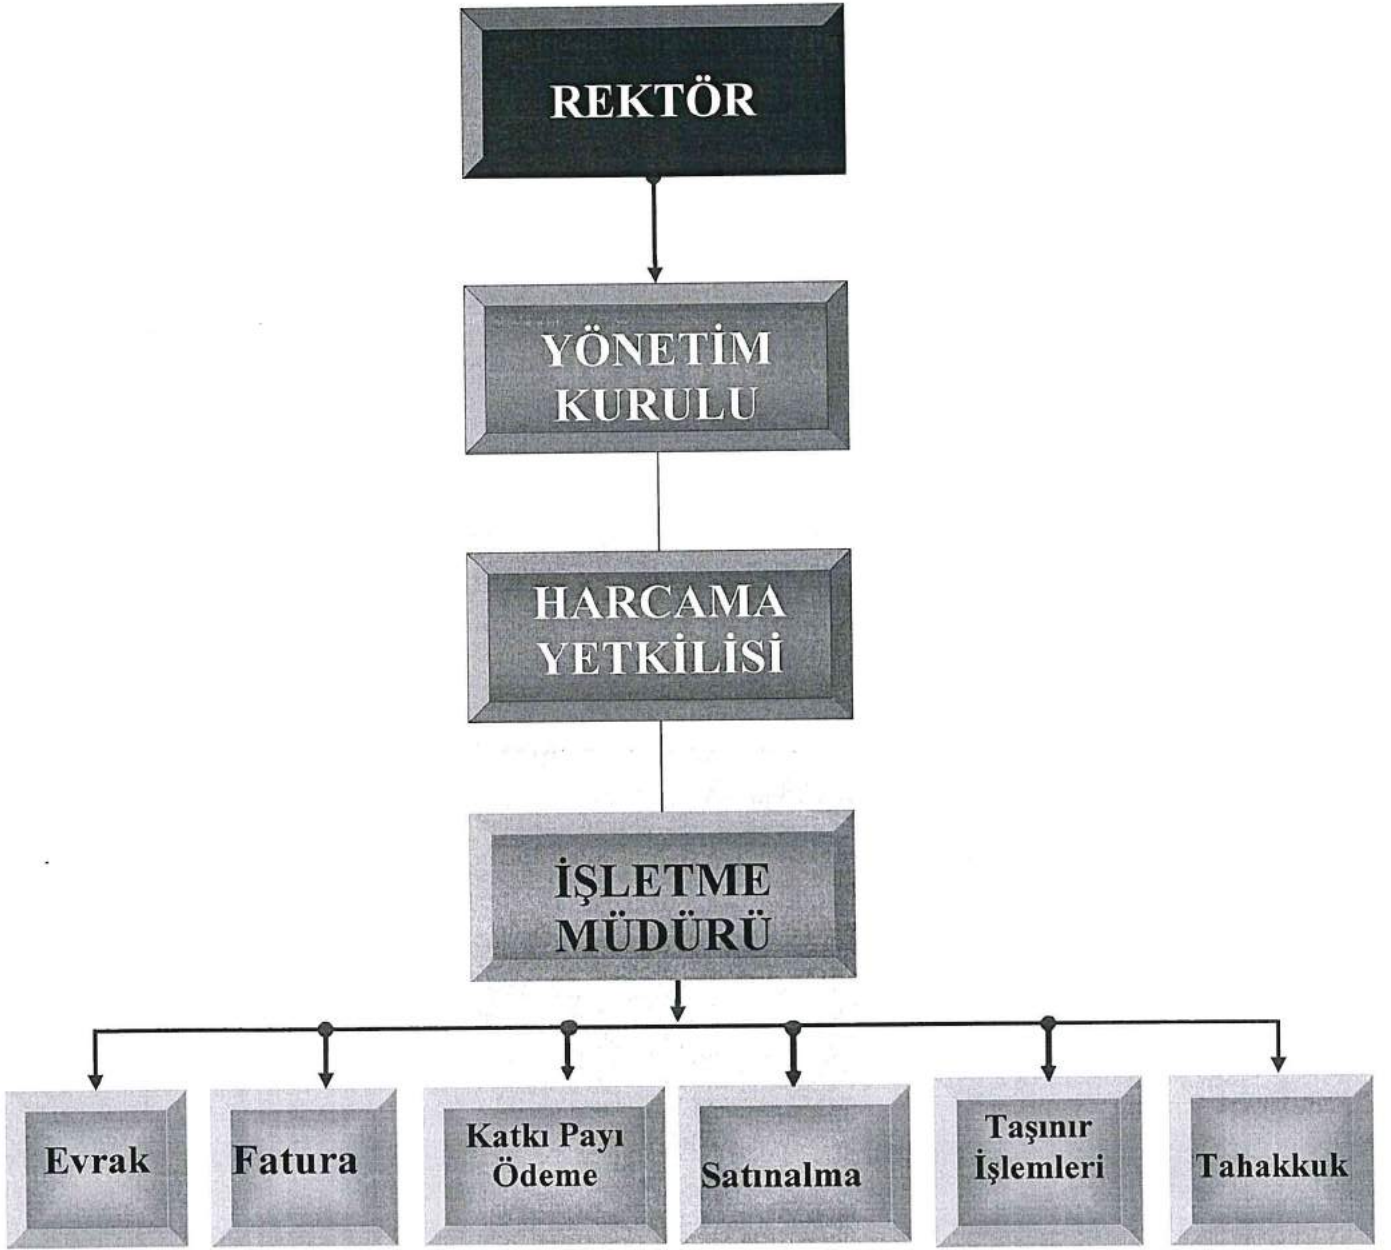 REKTÖR
YÖNETİM
KURULU
HARCAMA
YETKİLİSİ
İŞLETME
MÜDÜRÜ
Evrak
Fatura
Katkı Payı
Ödeme
Satınalma
Taşınır
İşlemleri
Tahakkuk